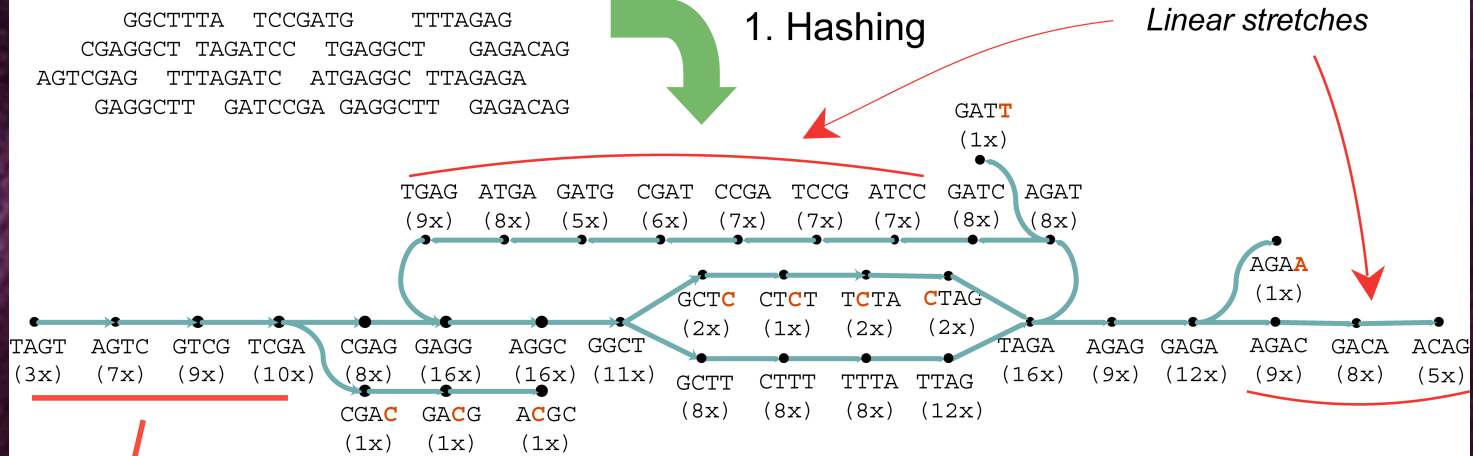 GGCTTTA TCCGATG TTTAGAG
CGAGGCT TAGATCC TGAGGCT GAGACAG
AGTCGAG TTTAGATC ATGAGGC TTAGAGA
GAGGCTT GATCCGA GAGGCTT GAGACAG
1. Hashing
Linear stretches
GATT
(1x)
TGAG ATGA GATG CGAT CCGA TCCG ATCC GATC AGAT
(9x) (8x) (5x) (6x) (7x) (7x) (7x) (8x) (8x)
AGAA
(1x)
GCTC CTCT TCTA CTAG
(2x) (1x) (2x) (2x)
TAGT AGTC GTCG TCGA CGAG GAGG AGGC GGCT TAGA AGAG GAGA AGAC GACA ACAG
(3x) (7x) (9x) (10x) (8x) (16x) (16x) (11x) (16x) (9x) (12x) (9x) (8x) (5x)
GCTT CTTT TTTA TTAG
(8x) (8x) (8x) (12x)
CGAC GACG ACGC
(1x) (1x) (1x)